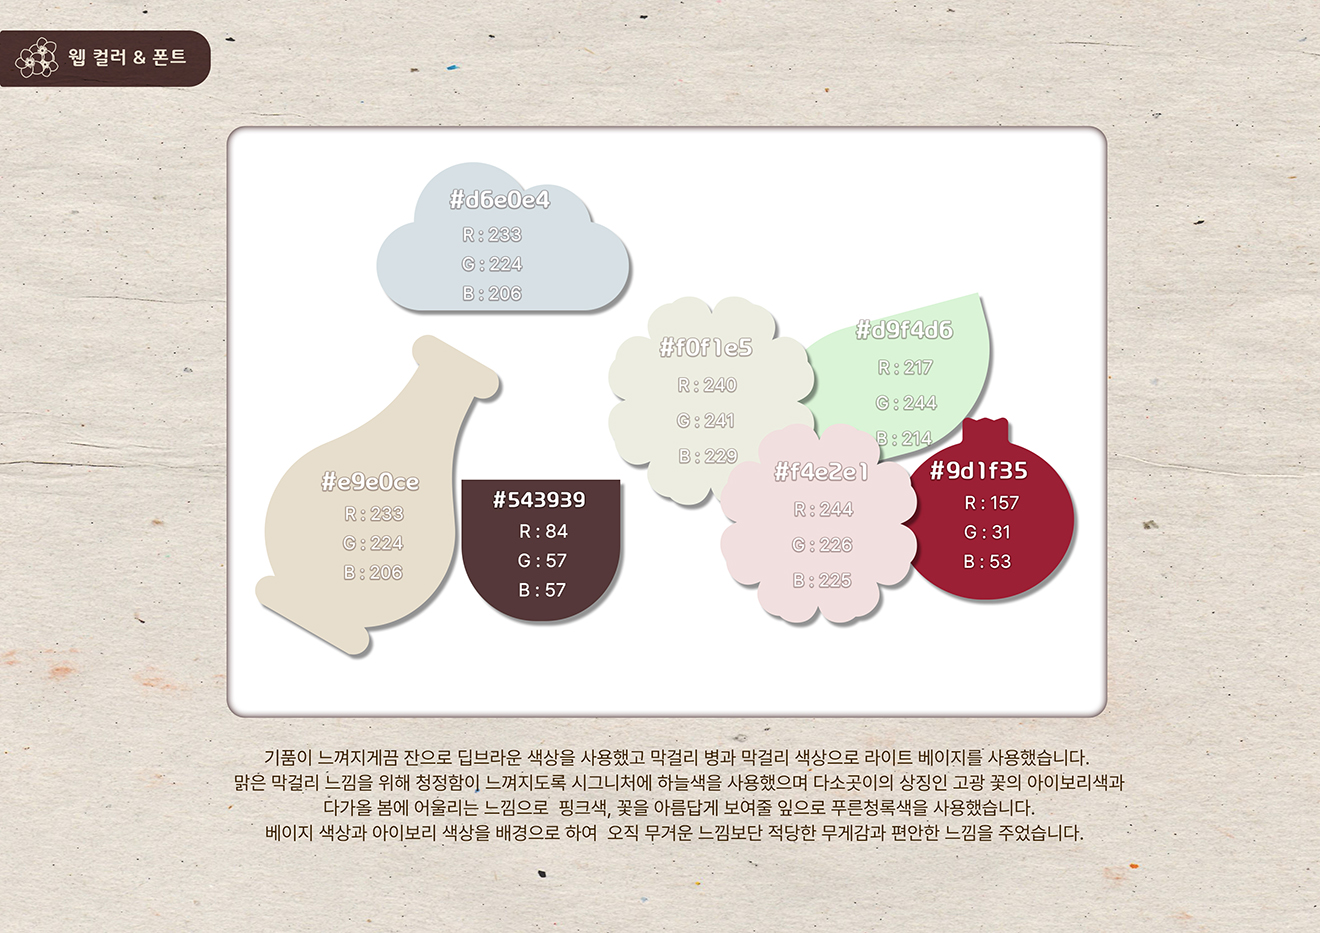 웹 컬러 & 폰트
#d6e0e4
R : 233
G : 224
B : 206
#f0f1e5
R : 240
G : 241
B : 229
#d9f4d6
R : 217
G : 244
B : 214
#e9e0ce
R : 233
G : 224
B : 206
#543939
R : 84
G : 57
B : 57
#f4e2e1
R : 244
G : 226
B : 225
#9d1f35
R : 157
G : 31
B : 53
기품이 느껴지게끔 잔으로 딥브라운 색상을 사용했고 막걸리 병과 막걸리 색상으로 라이트 베이지를 사용했습니다.
맑은 막걸리 느낌을 위해 청정함이 느껴지도록 시그니처에 하늘색을 사용했으며 다소곳이의 상징인 고광 꽃의 아이보리색과
다가올 봄에 어울리는 느낌으로 핑크색, 꽃을 아름답게 보여줄 잎으로 푸른청록색을 사용했습니다.
베이지 색상과 아이보리 색상을 배경으로 하여 오직 무거운 느낌보단 적당한 무게감과 편안한 느낌을 주었습니다.